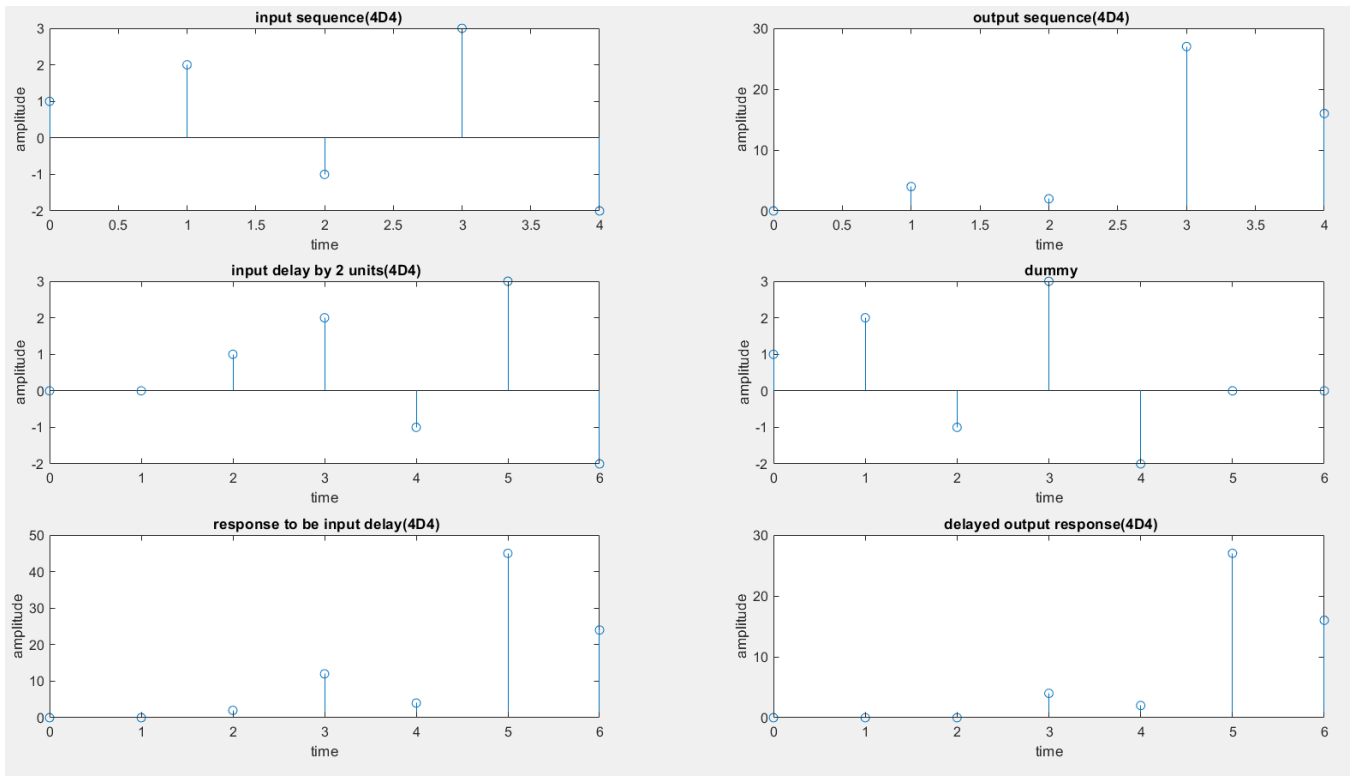 input sequence(4D4)
3
2
1
0
-1
-2
amplitude
0 0.5 1 1.5 2 2.5 3 3.5 4
time
output sequence(4D4)
30
20
10
0
amplitude
0 0.5 1 1.5 2 2.5 3 3.5 4
time
input delay by 2 units(4D4)
3
2
1
0
-1
-2
amplitude
0 1 2 3 4 5 6
time
dummy
3
2
1
0
-1
-2
amplitude
0 1 2 3 4 5 6
time
response to be input delay(4D4)
50
40
30
20
10
0
amplitude
0 1 2 3 4 5 6
time
delayed output response(4D4)
30
20
10
0
amplitude
0 1 2 3 4 5 6
time